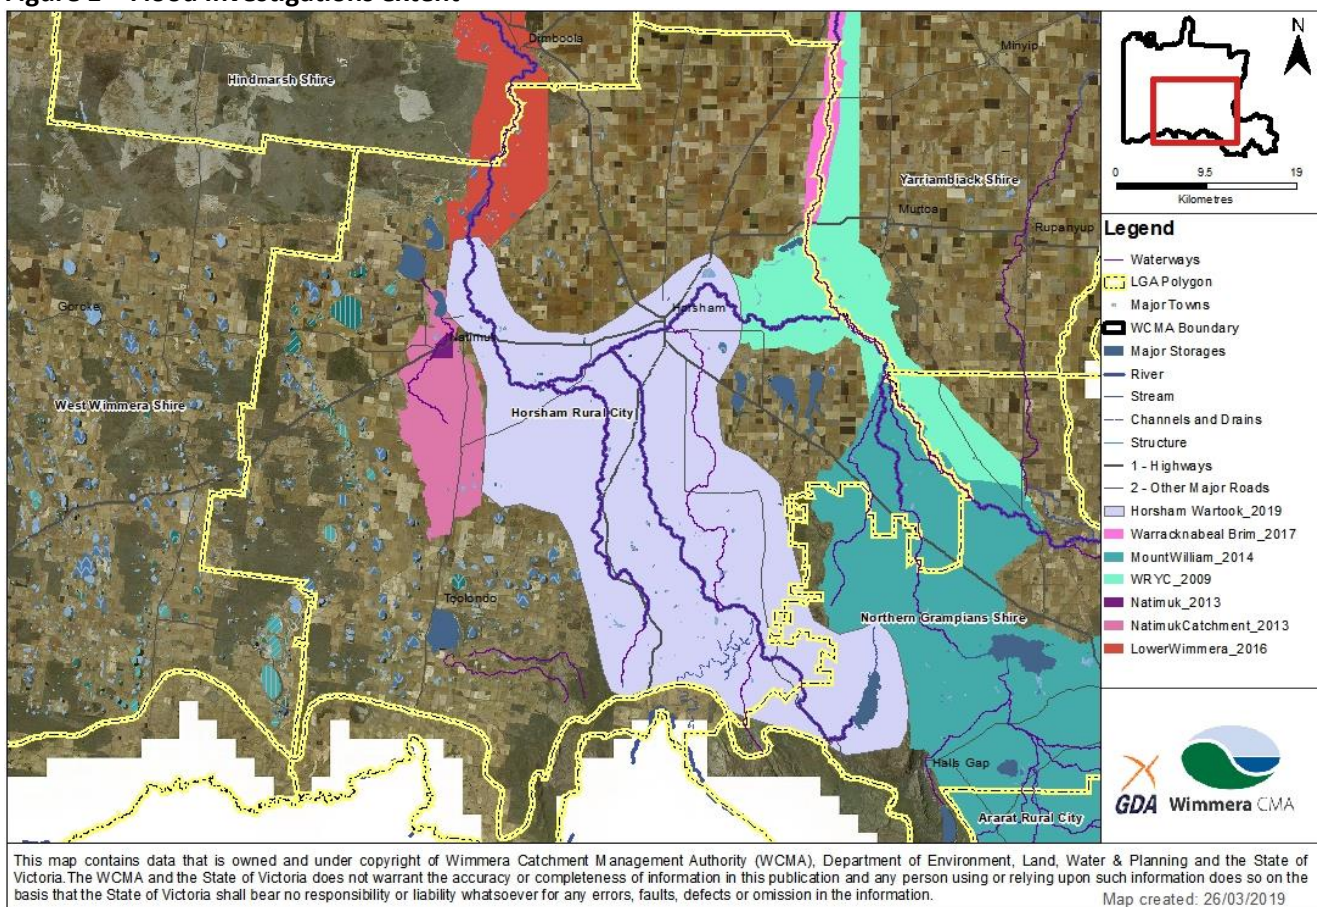 Flood investigations extent
Dimboola
Minyip
N
Hindmarsh Shire
Yarriambiack Shire
Murtoa
Rupanyup
0 9.5 19
Kilometres
Goroke
Horsham
Natimuk
West Wimmera Shire
Horsham Rural City
Toolondo
Northern Grampians Shire
Halls Gap
Ararat Rural City
Legend
Waterways
LGA Polygon
Major Towns
WCMA Boundary
Major Storages
River
Stream
Channels and Drains
Structure
1 - Highways
2 - Other Major Roads
Horsham Wartook_2019
Warracknabeal Brim_2017
MountWilliam_2014
WRYC_2009
Natimuk_2013
NatimukCatchment_2013
LowerWimmera_2016
GDA Wimmera CMA
This map contains data that is owned and under copyright of Wimmera Catchment Management Authority (WCMA), Department of Environment, Land, Water & Planning and the State of
Victoria.The WCMA and the State of Victoria does not warrant the accuracy or completeness of information in this publication and any person using or relying upon such information does so on the
basis that the State of Victoria shall bear no responsibility or liability whatsoever for any errors, faults, defects or omission in the information.
Map created: 26/03/2019